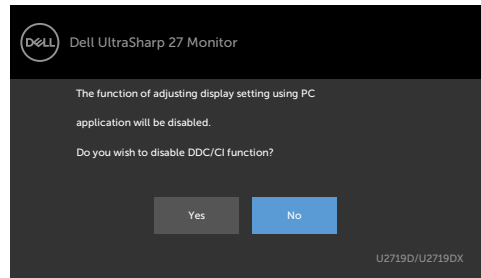 DELL
Dell UltraSharp 27 Monitor
The function of adjusting display setting using PC
application will be disabled.
Do you wish to disable DDC/CI function?
Yes
No
U2719D/U2719DX